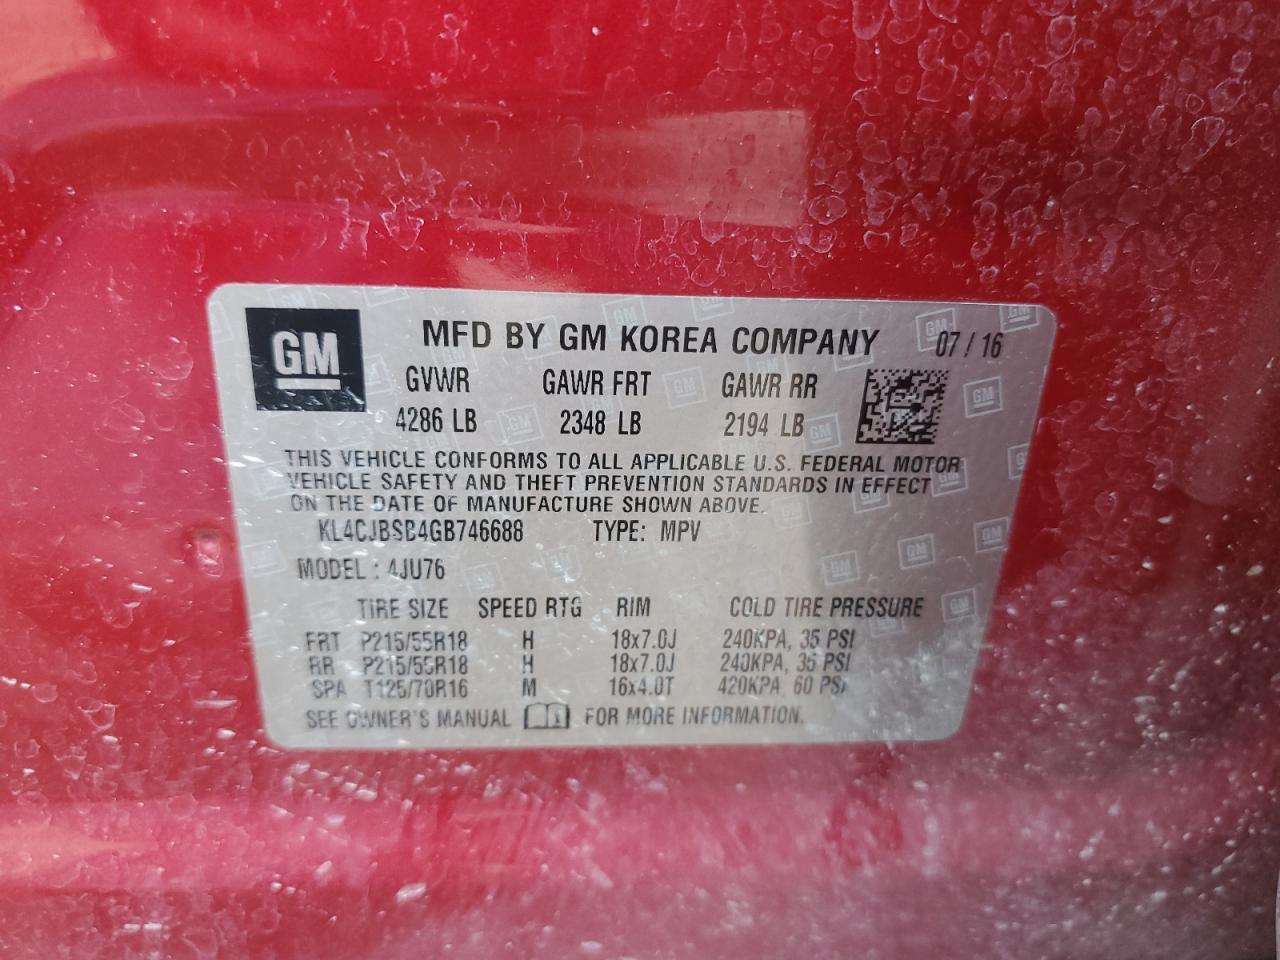 GM
MFD BY GM KOREA COMPANY 07 / 16
GVWR GAWR FRT GAWR RR
4286 LB 2348 LB 2194 LB
THIS VEHICLE CONFORMS TO ALL APPLICABLE U.S. FEDERAL MOTOR
VEHICLE SAFETY AND THEFT PREVENTION STANDARDS IN EFFECT
ON THE DATE OF MANUFACTURE SHOWN ABOVE.
KL4CJBSB4GB746688 TYPE: MPV
MODEL : 4JU76
TIRE SIZE SPEED RTG RIM COLD TIRE PRESSURE
FRT P215/55R18 H 18x7.0J 240KPA, 35 PSI
RR P215/55R18 H 18x7.0J 240KPA, 35 PSI
SPA T125/70R16 M 16x4.0T 420KPA, 60 PSI
SEE OWNER'S MANUAL FOR MORE INFORMATION.